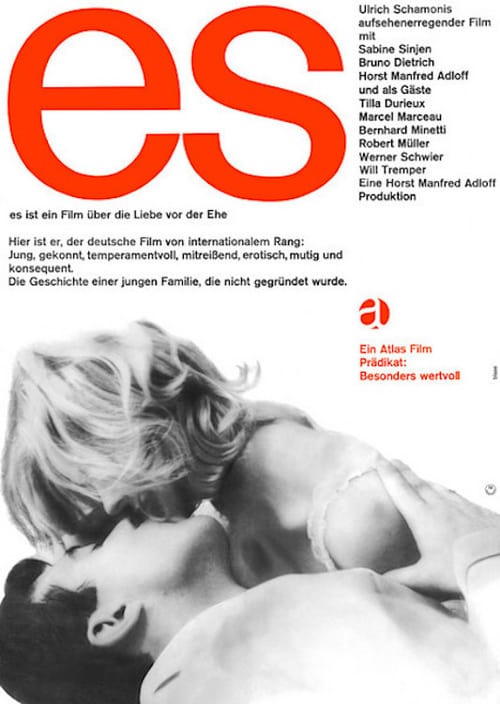 es
Ulrich Schamonis
aufsehenerregender Film
mit
Sabine Sinjen
Bruno Dietrich
Horst Manfred Adloff
und als Gäste
Tilla Durieux
Marcel Marceau
Bernhard Minetti
Robert Müller
Werner Schwier
Will Tremper
Eine Horst Manfred Adloff
Produktion
es ist ein Film über die Liebe vor der Ehe
Hier ist er, der deutsche Film von internationalem Rang:
Jung, gekonnt, temperamentvoll, mitreißend, erotisch, mutig und
konsequent.
Die Geschichte einer jungen Familie, die nicht gegründet wurde.
a
Ein Atlas Film
Prädikat:
Besonders wertvoll